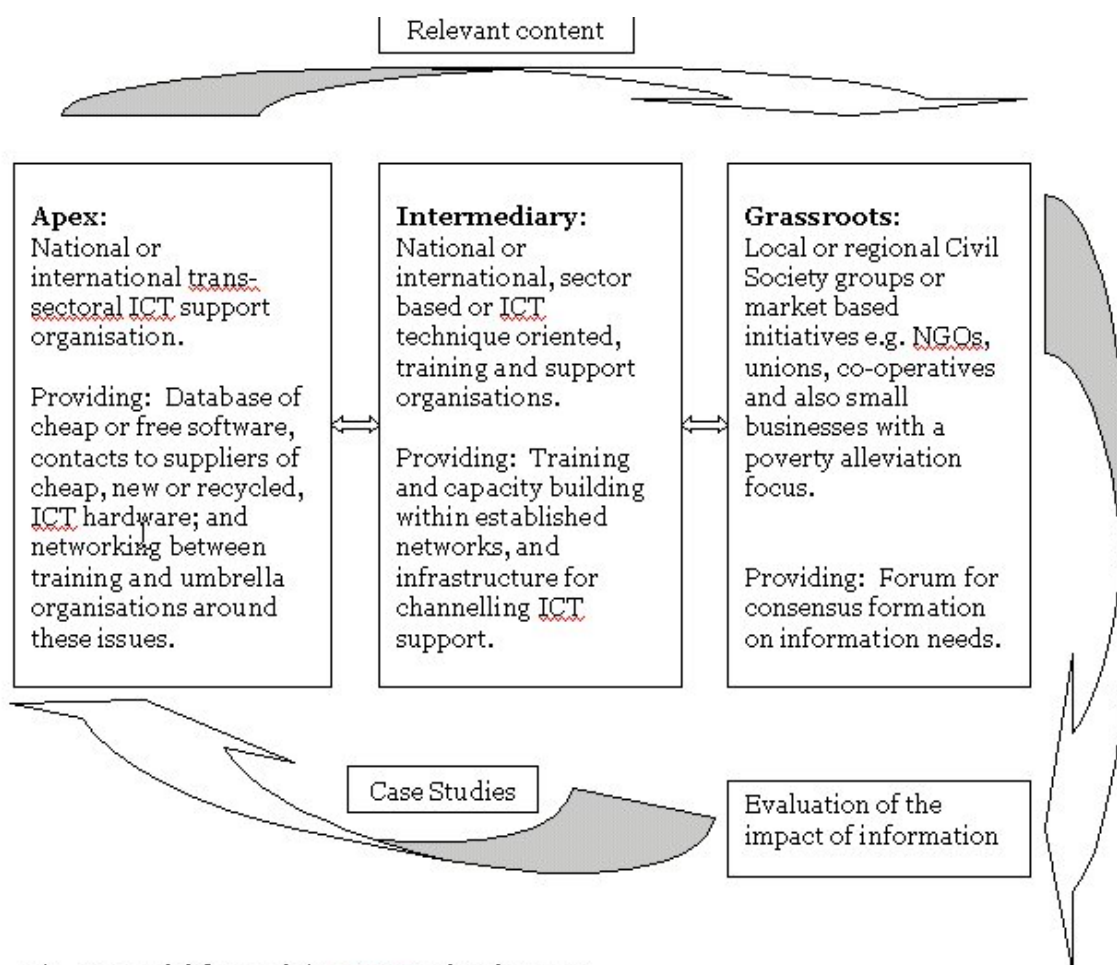 Relevant content
Apex:
National or
international trans-
sectoral ICT support
organisation.
Providing: Database of
cheap or free software,
contacts to suppliers of
cheap, new or recycled,
ICT hardware; and
networking between
training and umbrella
organisations around
these issues.
Intermediary:
National or
international, sector
based or ICT
technique oriented,
training and support
organisations.
Providing: Training
and capacity building
within established
networks, and
infrastructure for
channelling ICT
support.
Grassroots:
Local or regional Civil
Society groups or
market based
initiatives e.g. NGOs,
unions, co-operatives
and also small
businesses with a
poverty alleviation
focus.
Providing: Forum for
consensus formation
on information needs.
Case Studies
Evaluation of the
impact of information